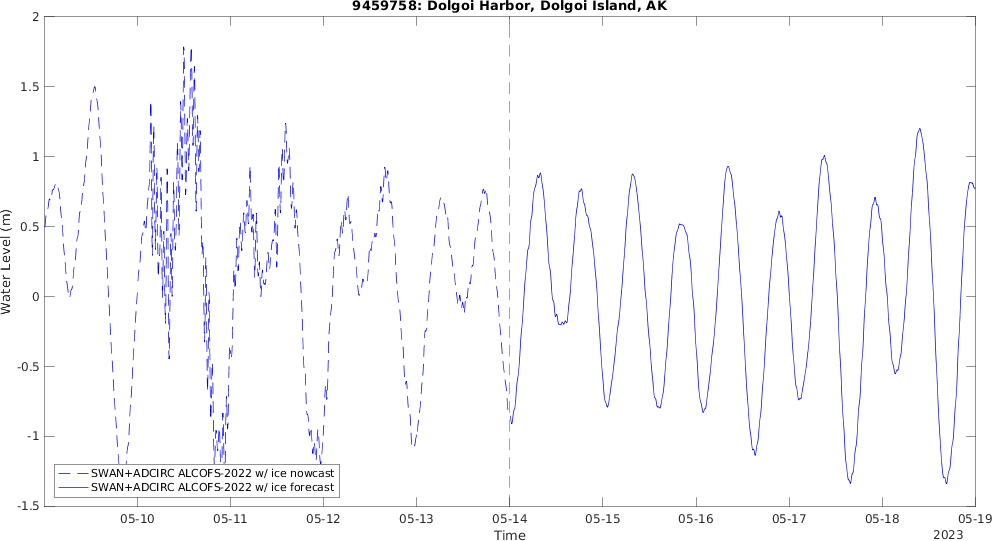 9459758: Dolgoi Harbor, Dolgoi Island, AK
2
1.5
1
0.5
0
-0.5
-1
-1.5
Water Level (m)
SWAN+ADCIRC ALCOFS-2022 w/ ice nowcast
SWAN+ADCIRC ALCOFS-2022 w/ ice forecast
05-10 05-11 05-12 05-13 05-14 05-15 05-16 05-17 05-18 05-19
Time
2023